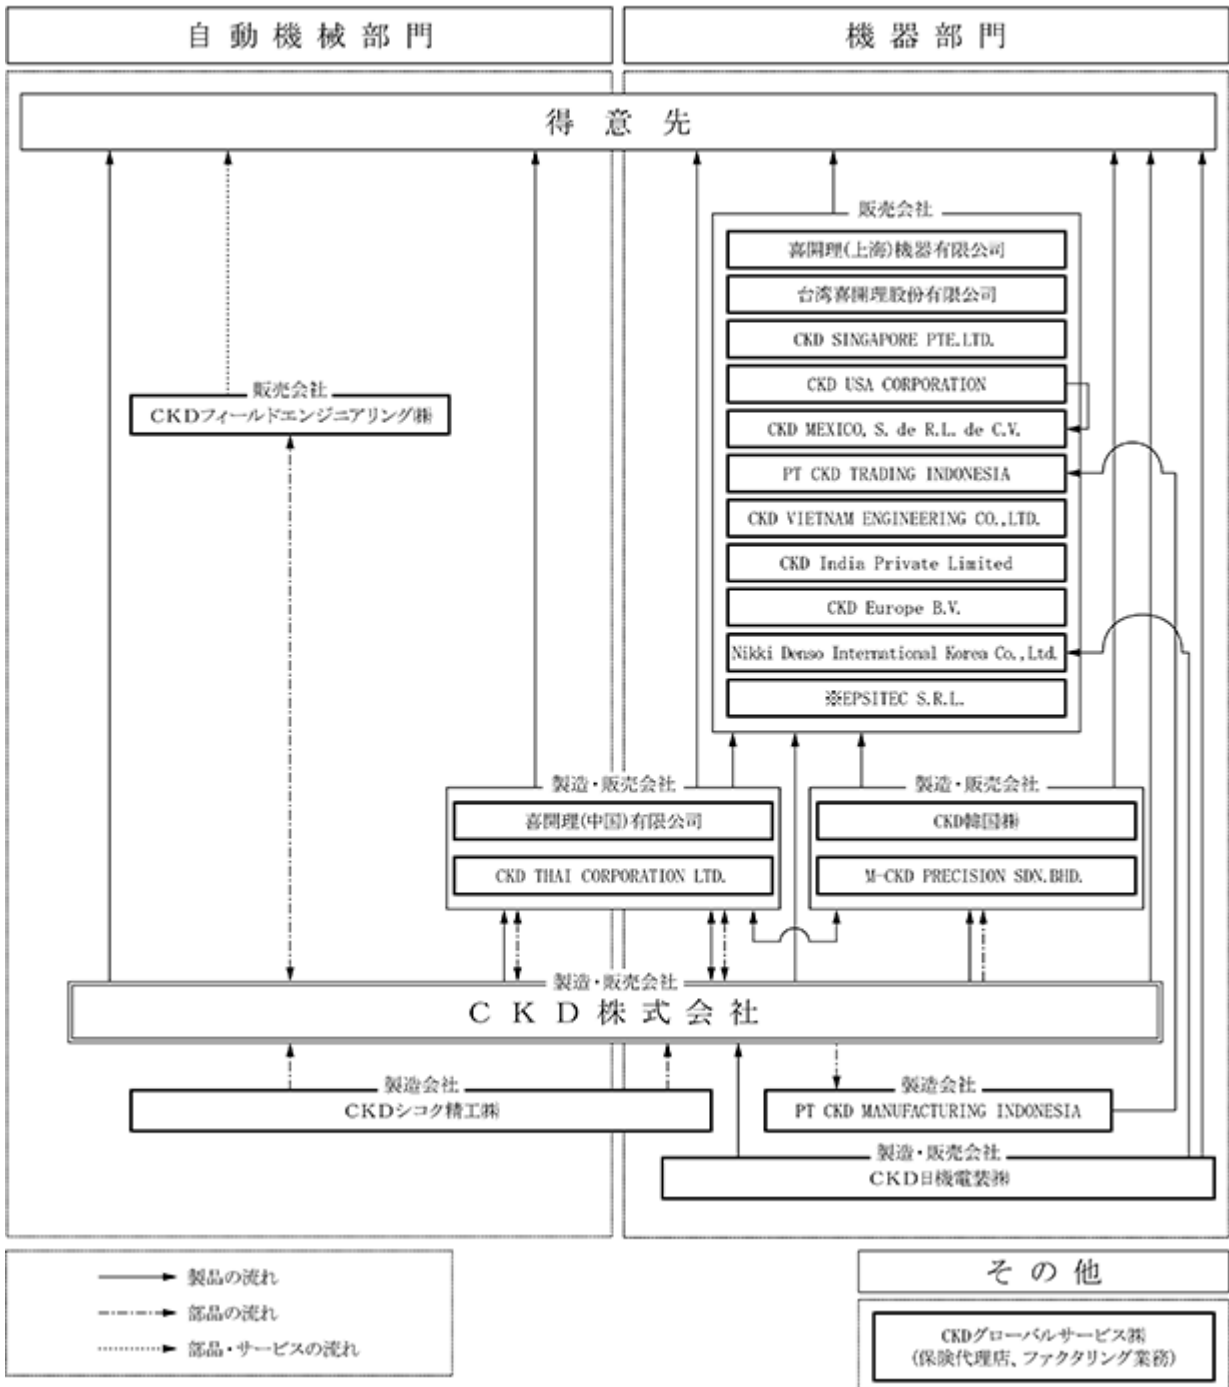 自動機械部門
機器部門
得意先
販売会社
喜開理(上海)機器有限公司
台湾喜開理股份有限公司
CKD SINGAPORE PTE.LTD.
CKD USA CORPORATION
CKD MEXICO, S. de R.L. de C.V.
PT CKD TRADING INDONESIA
CKD VIETNAM ENGINEERING CO.,LTD.
CKD India Private Limited
CKD Europe B.V.
Nikki Denso International Korea Co.,Ltd.
※EPSITEC S.R.L.
販売会社
CKDフィールドエンジニアリング㈱
製造・販売会社
喜開理(中国)有限公司
CKD THAI CORPORATION LTD.
製造・販売会社
CKD韓国㈱
M-CKD PRECISION SDN.BHD.
製造・販売会社
CKD株式会社
製造会社
CKDシコク精工㈱
製造会社
PT CKD MANUFACTURING INDONESIA
製造・販売会社
CKD日機電装㈱
製品の流れ
部品の流れ
部品・サービスの流れ
その他
CKDグローバルサービス㈱
(保険代理店、ファクタリング業務)